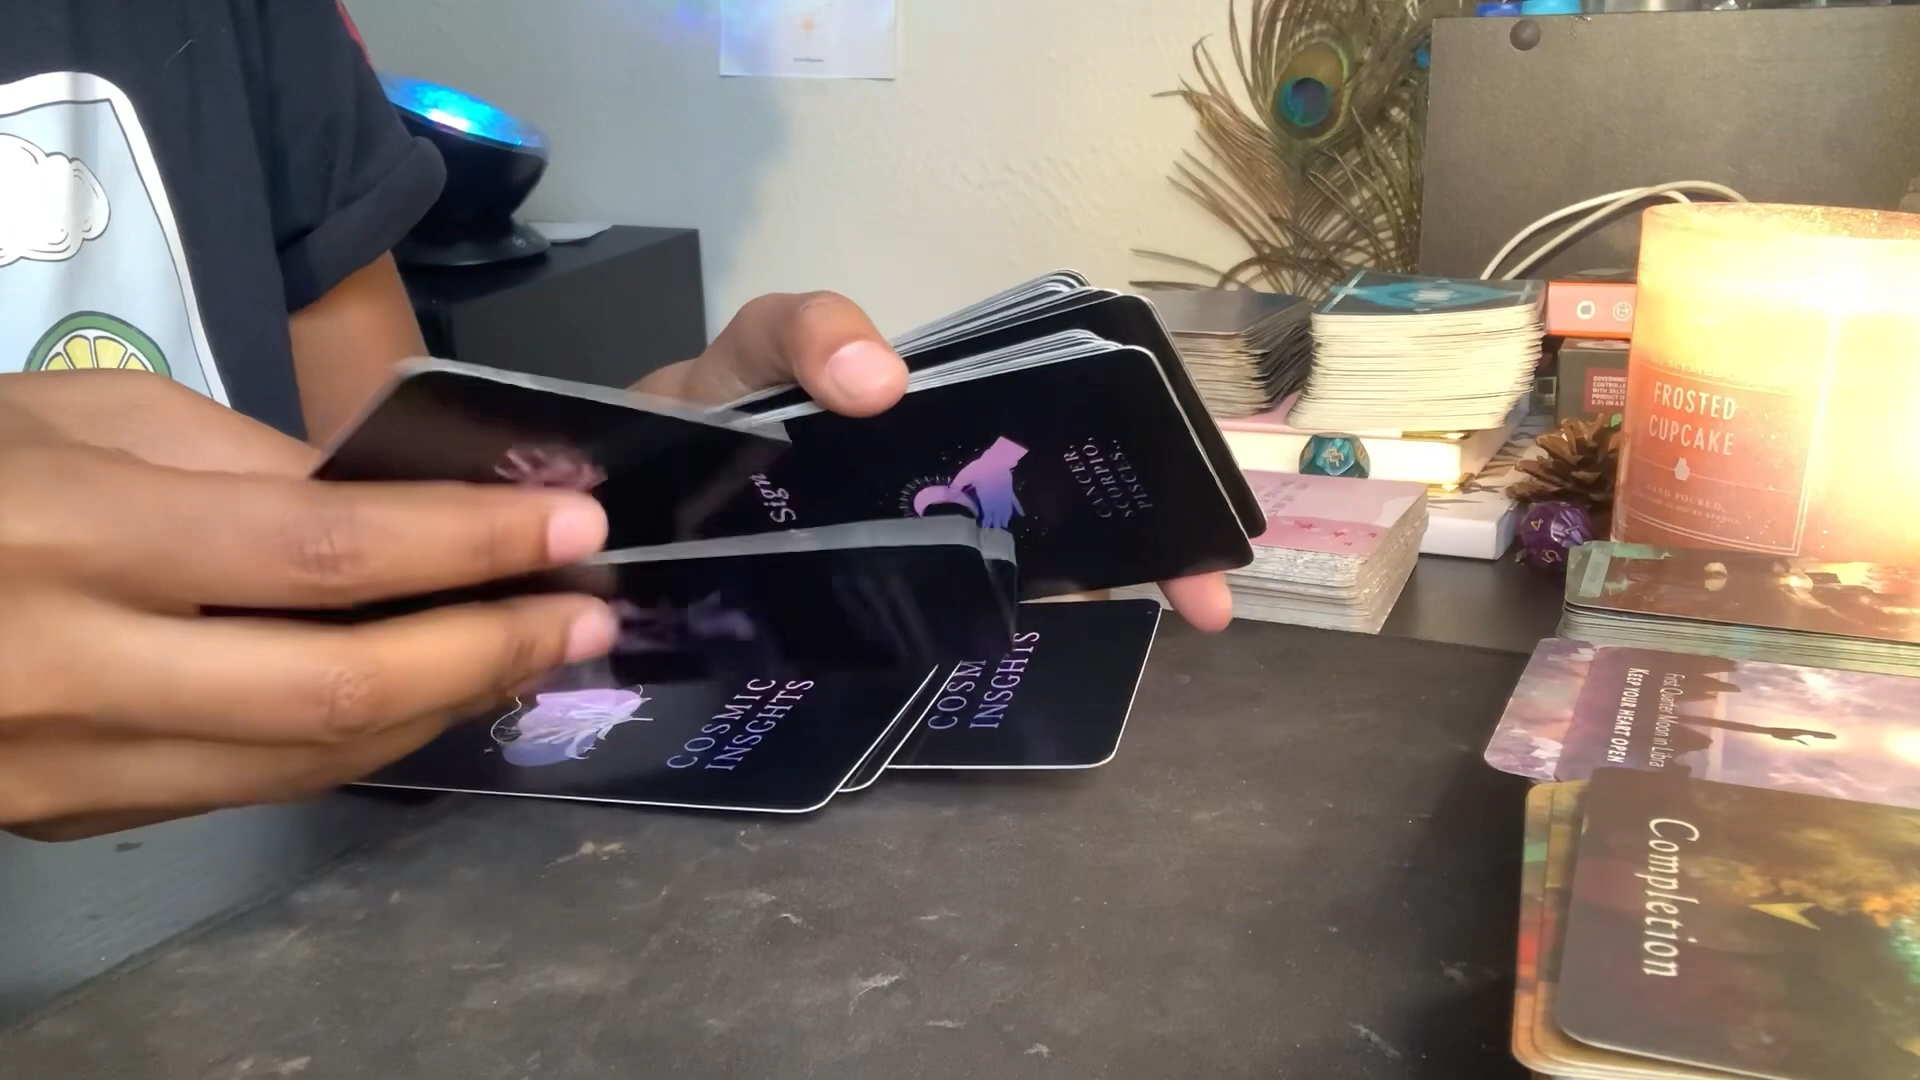 FROSTED
CUPCAKE
HAND POURED
Sign
CANCER,
SCORPIO,
PISCES.
COSMIC
INSGHTS
COSM
INSGHTS
First Quarter Moon in Libra
KEEP YOUR HEART OPEN
Completion